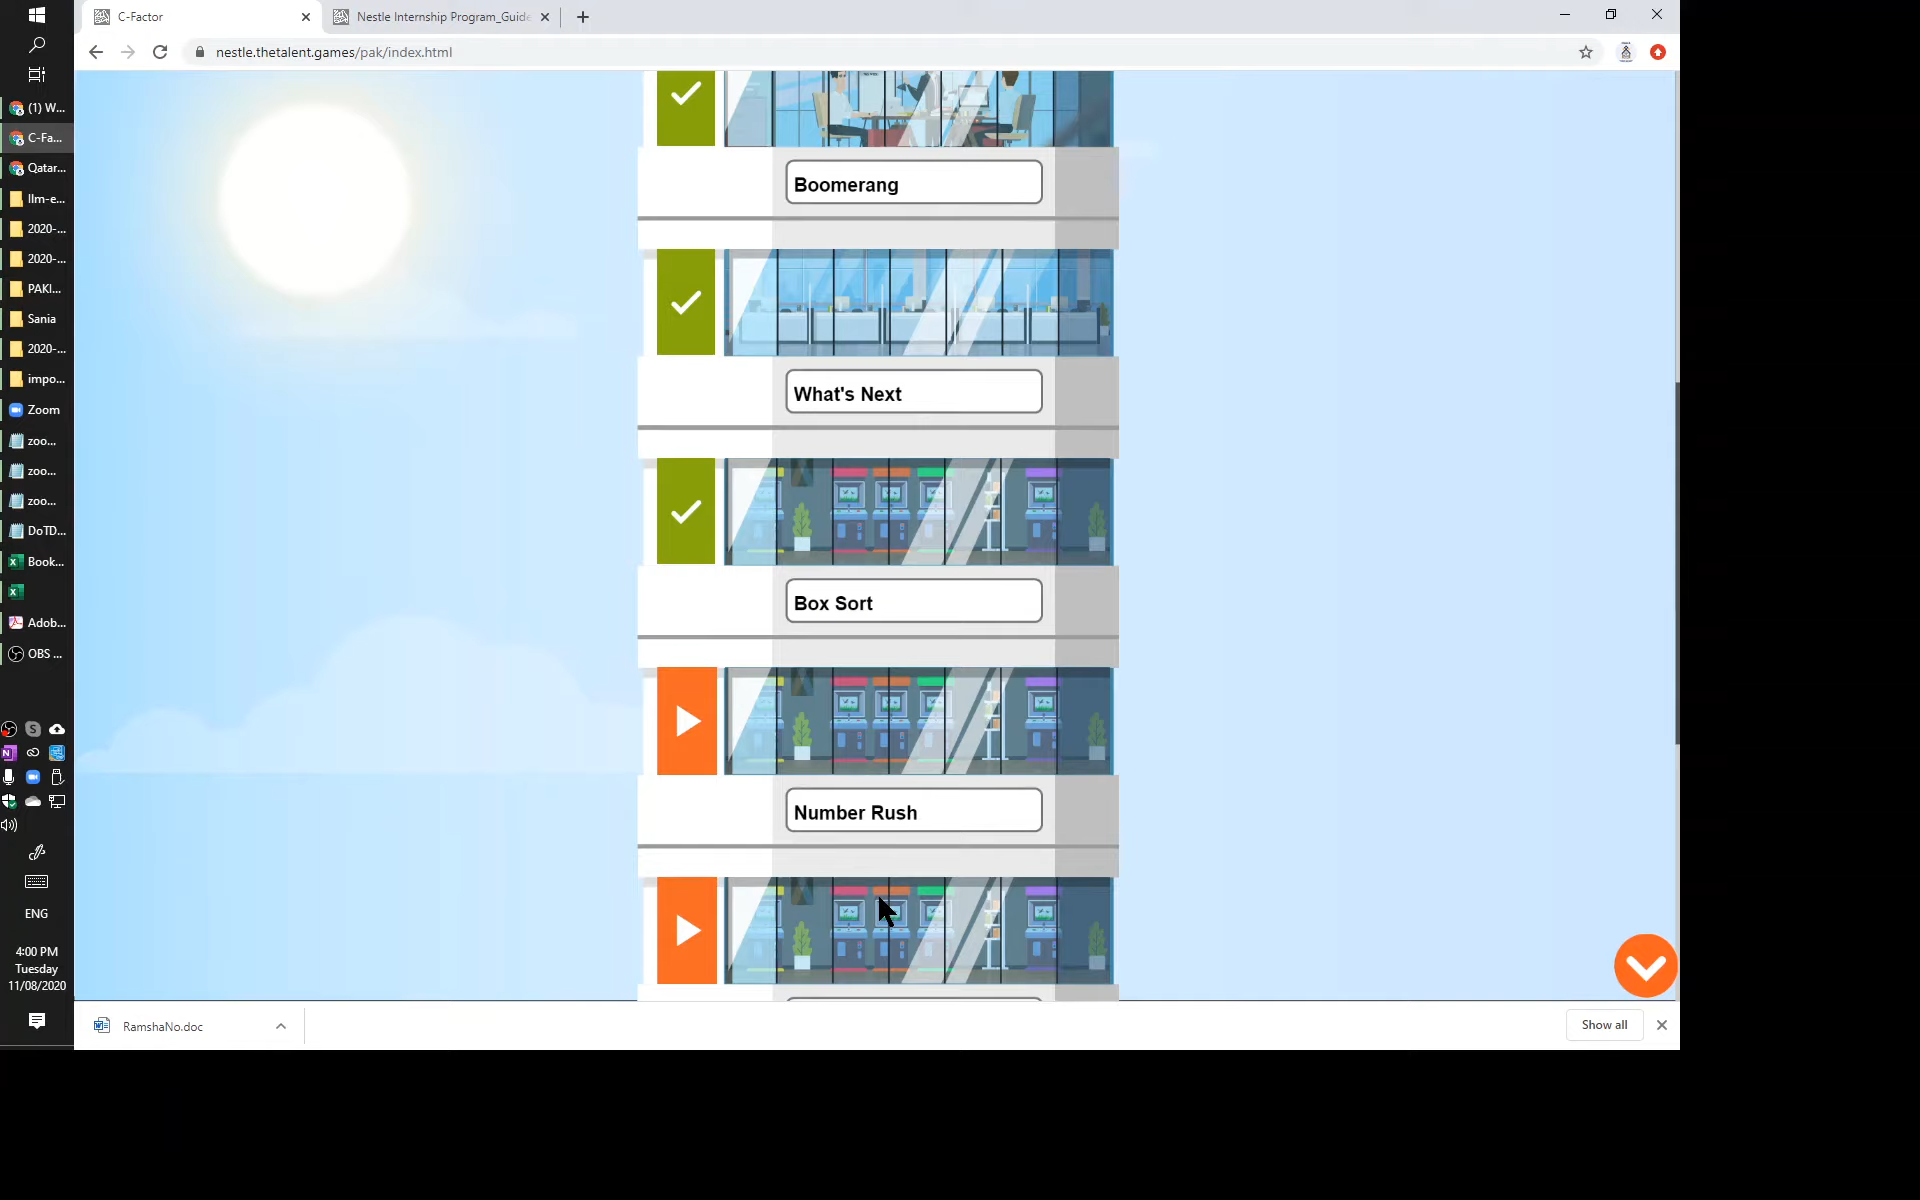 C-Factor
Nestle Internship Program_Guide
nestle.thetalent.games/pak/index.html
(1) W...
C-Fa...
Qatar...
llm-e...
2020-...
2020-...
PAKI...
Sania
2020-...
impo...
Zoom
zoo...
zoo...
zoo...
DoTD...
Book...
Adob...
OBS ...
ENG
4:00 PM
Tuesday
11/08/2020
Boomerang
What's Next
Box Sort
Number Rush
RamshaNo.doc
Show all